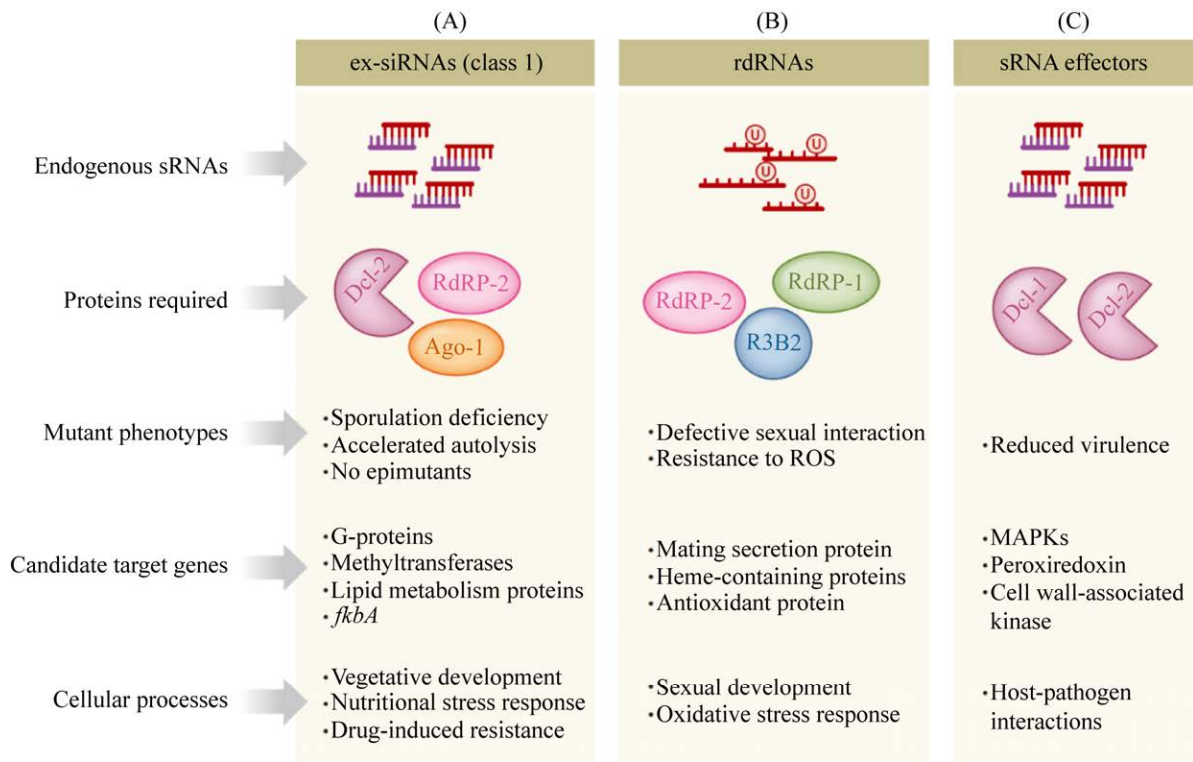 (A)
(B)
(C)
ex-siRNAs (class 1)
rdRNAs
sRNA effectors
Endogenous sRNAs
U
U
U
U
Proteins required
Dcl-2
RdRP-2
Ago-1
RdRP-2
RdRP-1
R3B2
Dcl-1
Dcl-2
Mutant phenotypes
•Sporulation deficiency
•Accelerated autolysis
•No epimutants
•Defective sexual interaction
•Resistance to ROS
•Reduced virulence
Candidate target genes
•G-proteins
•Methyltransferases
•Lipid metabolism proteins
•fkbA
•Mating secretion protein
•Heme-containing proteins
•Antioxidant protein
•MAPKs
•Peroxiredoxin
•Cell wall-associated
kinase
Cellular processes
•Vegetative development
•Nutritional stress response
•Drug-induced resistance
•Sexual development
•Oxidative stress response
•Host-pathogen
interactions